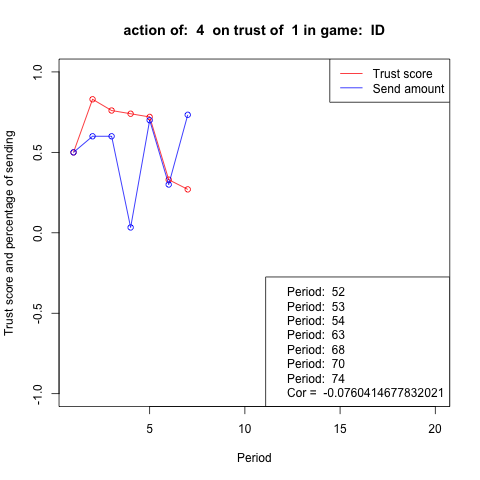 action of:  4  on trust of  1 in game:  ID
Trust score
Send amount
Trust score and percentage of sending
1.0
0.5
0.0
-0.5
-1.0
Period:  52
Period:  53
Period:  54
Period:  63
Period:  68
Period:  70
Period:  74
Cor =  -0.0760414677832021
5
10
15
20
Period